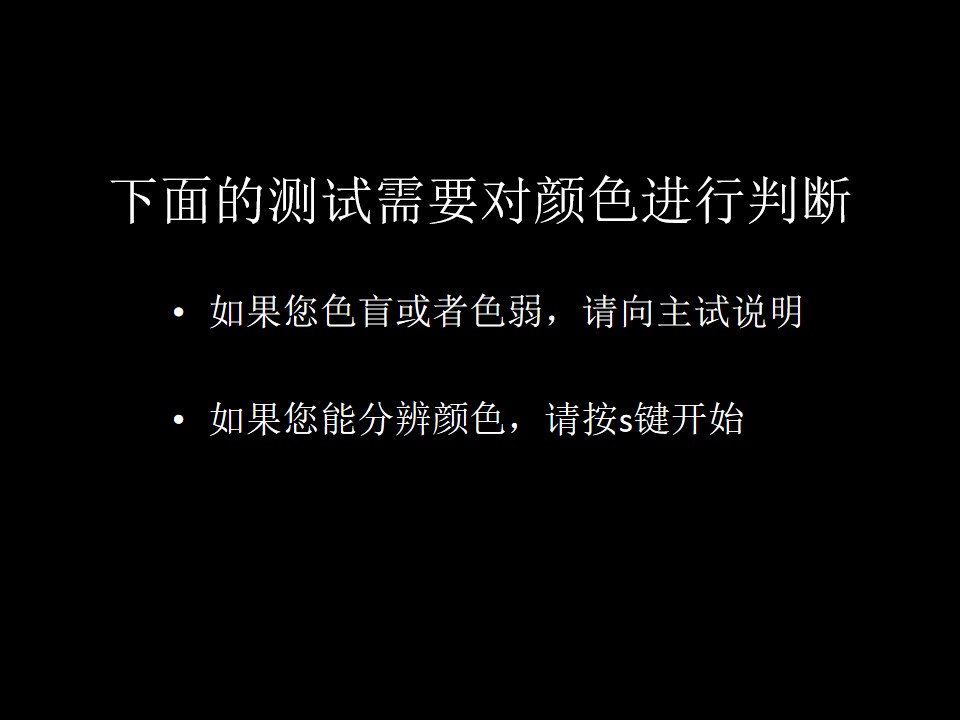 下面的测试需要对颜色进行判断
• 如果您色盲或者色弱，请向主试说明
• 如果您能分辨颜色，请按s键开始